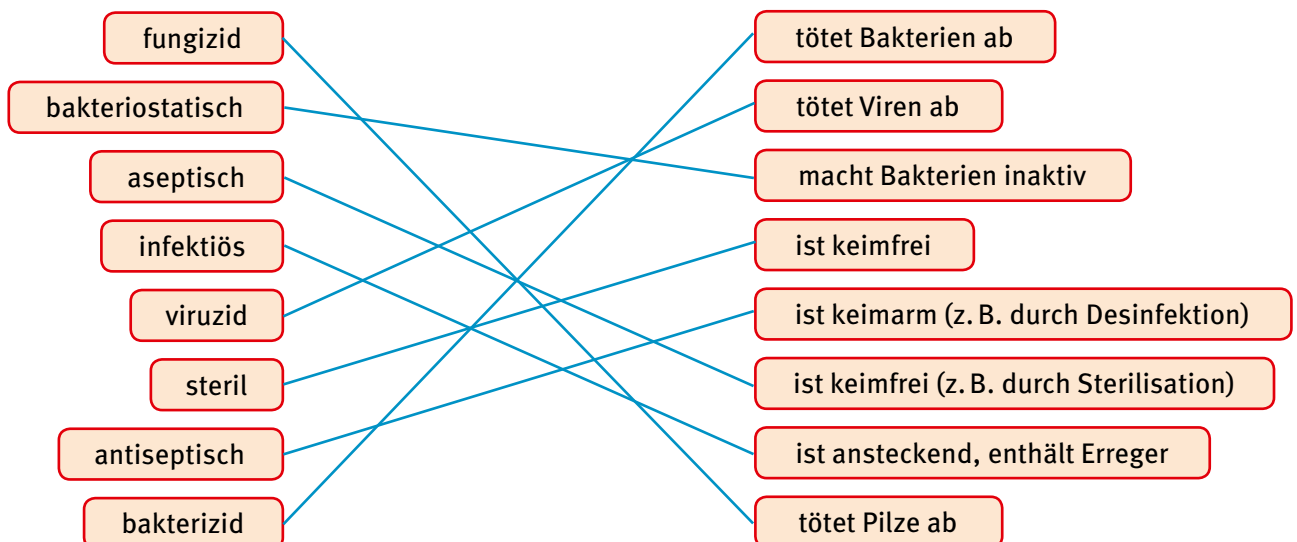 fungizid
bakteriostatisch
aseptisch
infektiös
viruzid
steril
antiseptisch
bakterizid
tötet Bakterien ab
tötet Viren ab
macht Bakterien inaktiv
ist keimfrei
ist keimarm (z. B. durch Desinfektion)
ist keimfrei (z. B. durch Sterilisation)
ist ansteckend, enthält Erreger
tötet Pilze ab